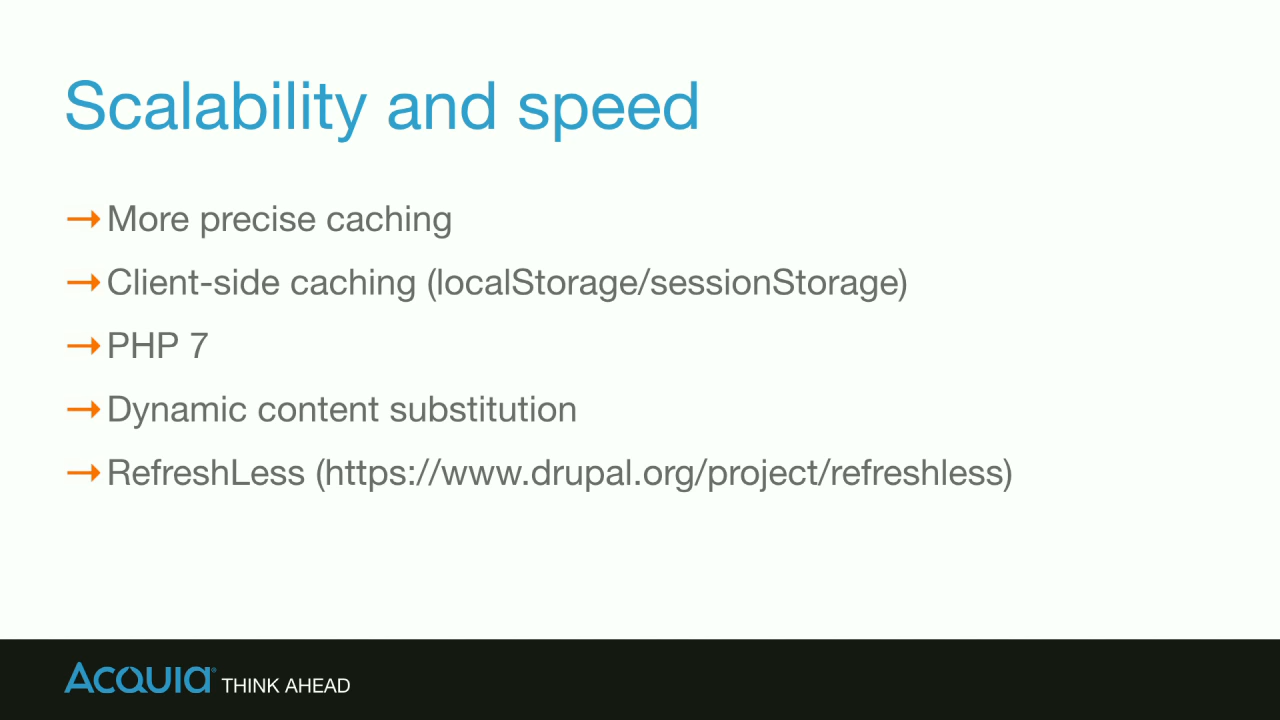 Scalability and speed
→ More precise caching
→ Client-side caching (localStorage/sessionStorage)
→ PHP 7
→ Dynamic content substitution
→ RefreshLess (https://www.drupal.org/project/refreshless)
ACQUIA® THINK AHEAD